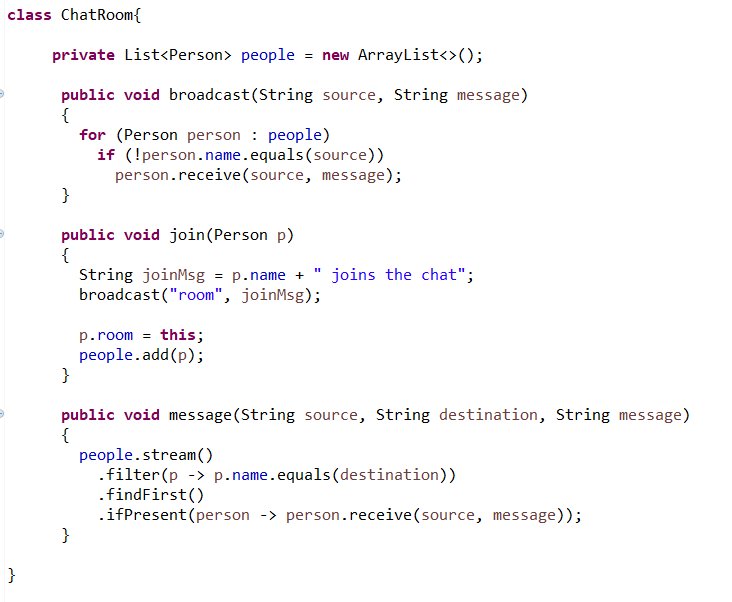 class ChatRoom{
private List<Person> people = new ArrayList<>();
public void broadcast(String source, String message)
{
for (Person person : people)
if (!person.name.equals(source))
person.receive(source, message);
}
public void join(Person p)
{
String joinMsg = p.name + " joins the chat";
broadcast("room", joinMsg);
p.room = this;
people.add(p);
}
public void message(String source, String destination, String message)
{
people.stream()
.filter(p -> p.name.equals(destination))
.findFirst()
.ifPresent(person -> person.receive(source, message));
}
}